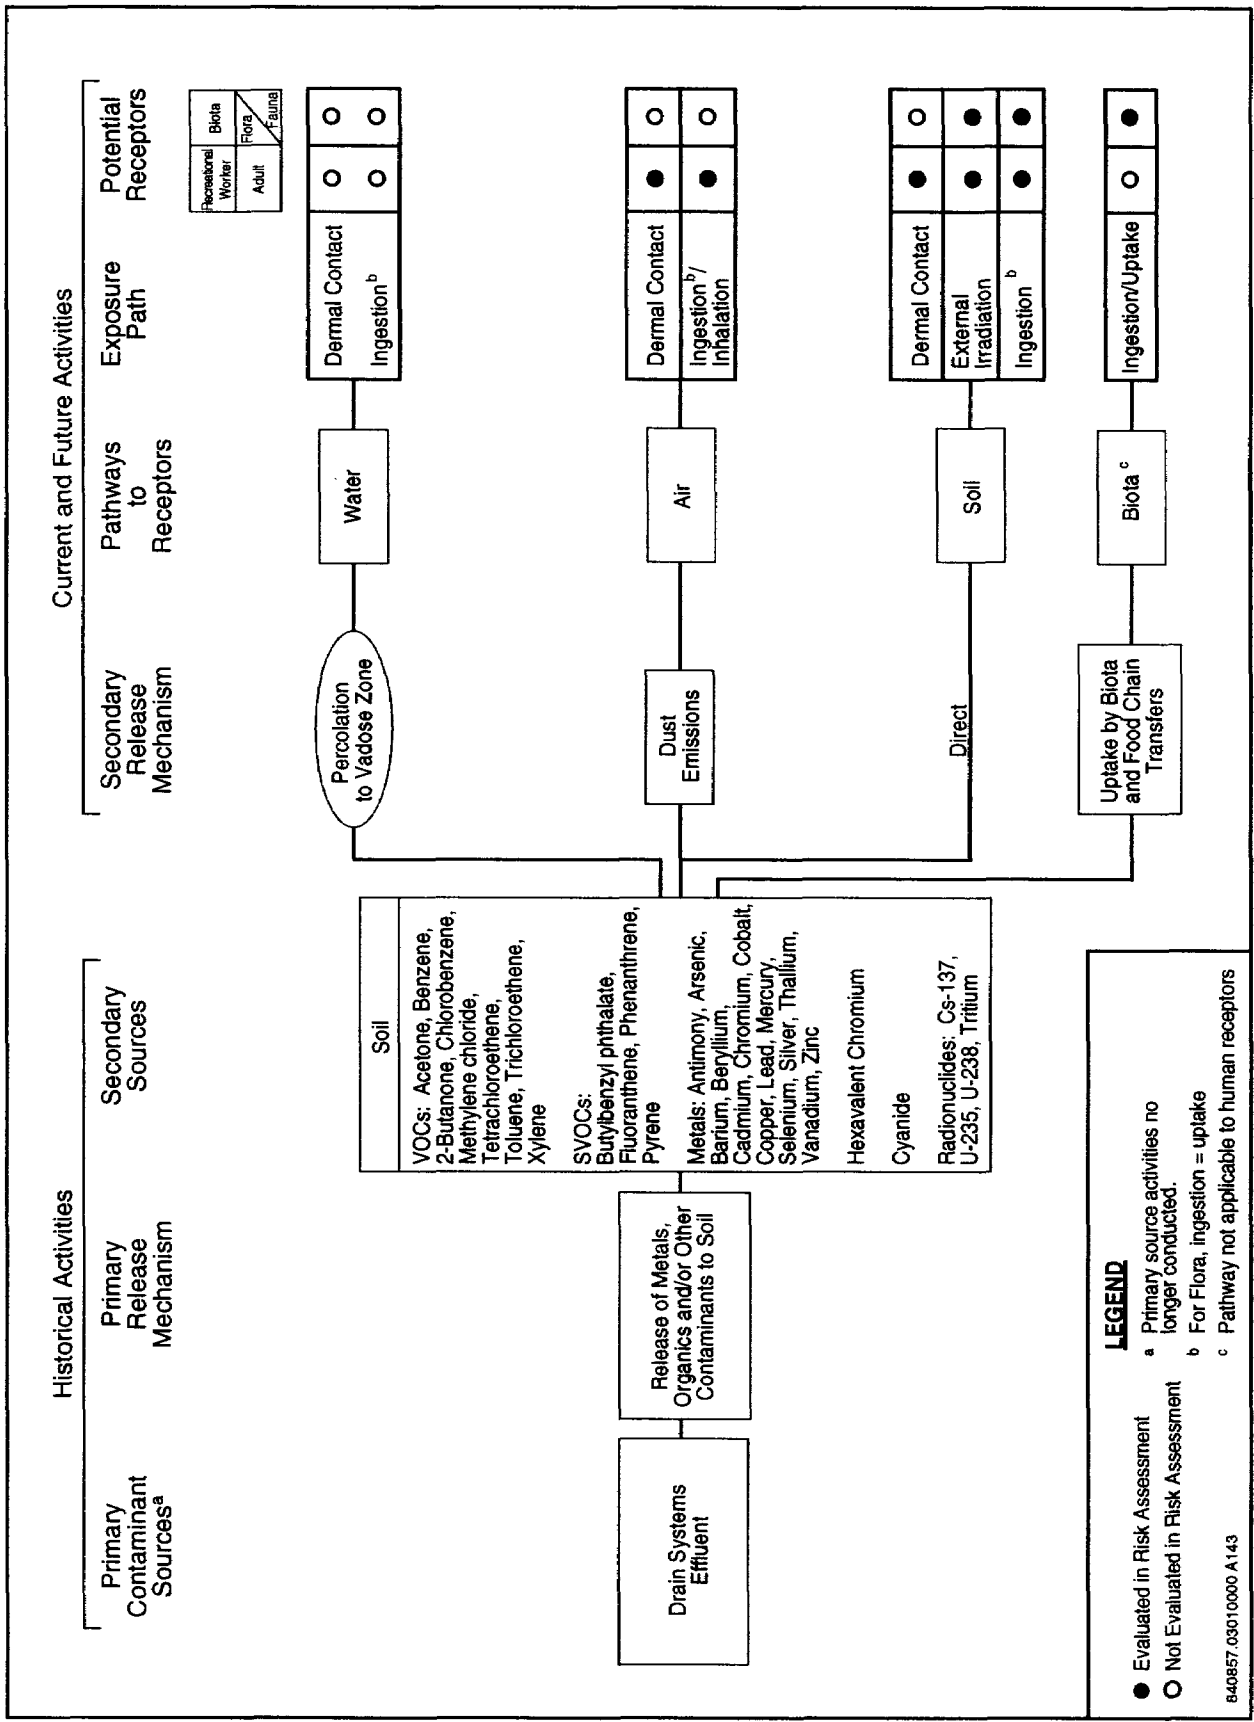 Historical Activities
Current and Future Activities
Primary
Contaminant
Sourcesᵃ
Primary
Release
Mechanism
Secondary
Sources
Secondary
Release
Mechanism
Pathways
to
Receptors
Exposure
Path
Potential
Receptors
Recreational
Worker
Biota
Adult
Flora
Fauna
Drain Systems
Effluent
Release of Metals,
Organics and/or Other
Contaminants to Soil
Soil
VOCs: Acetone, Benzene,
2-Butanone, Chlorobenzene,
Methylene chloride,
Tetrachloroethene,
Toluene, Trichloroethene,
Xylene
SVOCs:
Butylbenzyl phthalate,
Fluoranthene, Phenanthrene,
Pyrene
Metals: Antimony, Arsenic,
Barium, Beryllium,
Cadmium, Chromium, Cobalt,
Copper, Lead, Mercury,
Selenium, Silver, Thallium,
Vanadium, Zinc
Hexavalent Chromium
Cyanide
Radionuclides: Cs-137,
U-235, U-238, Tritium
Percolation
to Vadose Zone
Water
Dermal Contact
Ingestionᵇ
Dust
Emissions
Air
Dermal Contact
Ingestionᵇ/
Inhalation
Direct
Soil
Dermal Contact
External
Irradiation
Ingestionᵇ
Uptake by Biota
and Food Chain
Transfers
Biotaᶜ
Ingestion/Uptake
LEGEND
● Evaluated in Risk Assessment
○ Not Evaluated in Risk Assessment
a Primary source activities no
longer conducted.
b For Flora, ingestion = uptake
c Pathway not applicable to human receptors
840857.03010000 A143